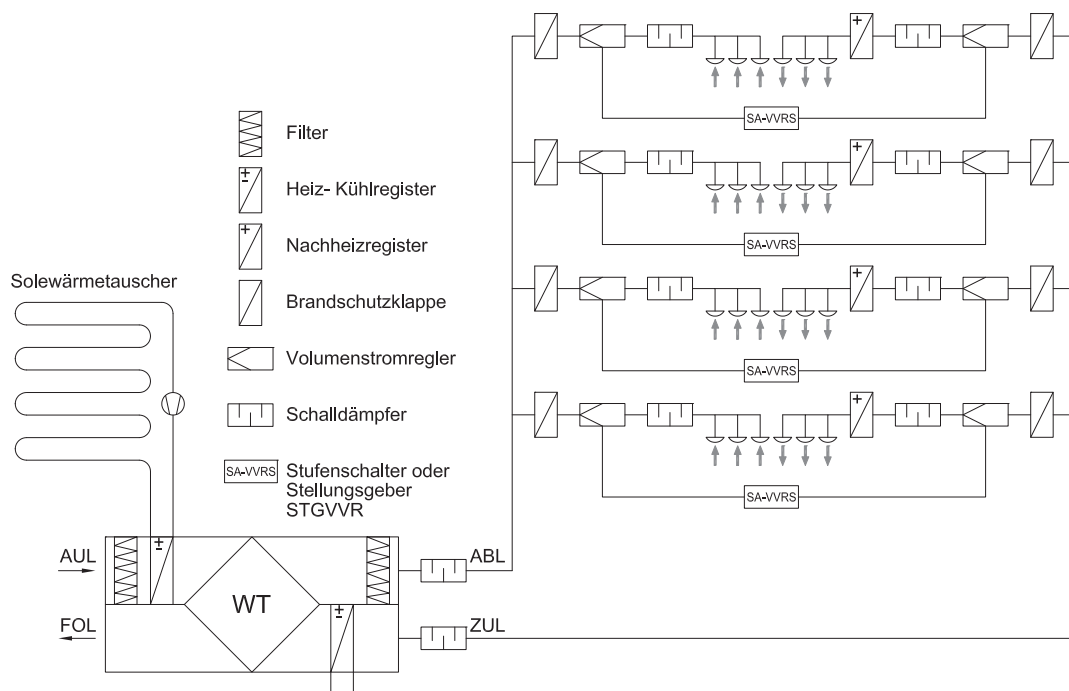 Filter
Heiz- Kühlregister
Nachheizregister
Solewärmetauscher
Brandschutzklappe
Volumenstromregler
Schalldämpfer
SA-VVRS
Stufenschalter oder
Stellungsgeber
STGVVR
AUL
FOL
WT
ABL
ZUL
SA-VVRS
SA-VVRS
SA-VVRS
SA-VVRS